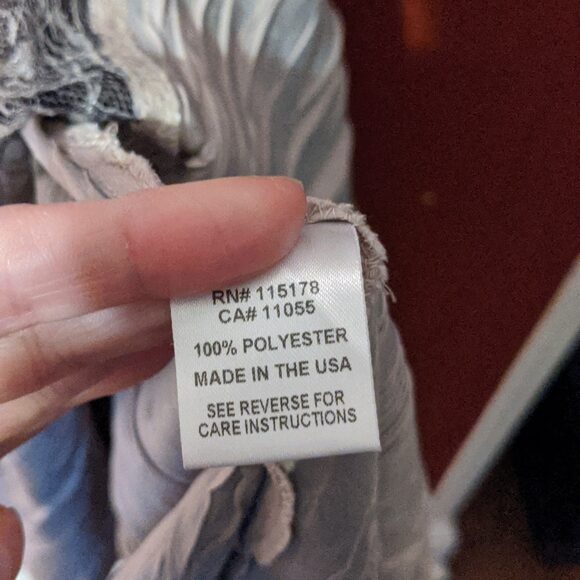 RN# 115178
CA# 11055
100% POLYESTER
MADE IN THE USA
SEE REVERSE FOR
CARE INSTRUCTIONS